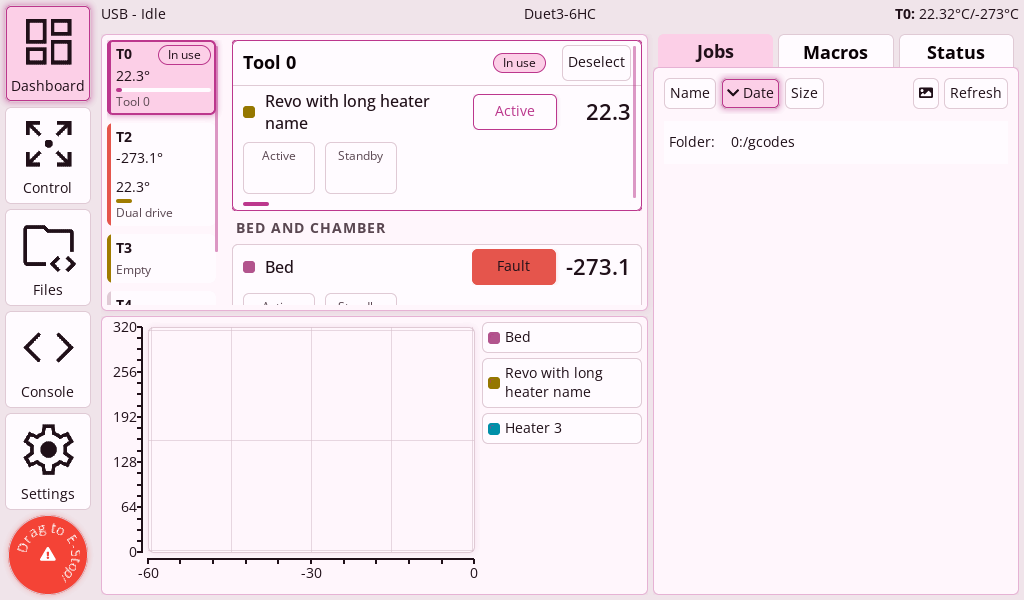 USB - Idle
Duet3-6HC
T0: 22.32°C/-273°C
Dashboard
Control
Files
Console
Settings
Drag to E-Stop!
T0
In use
22.3°
Tool 0
T2
-273.1°
22.3°
Dual drive
T3
Empty
T4
Tool 0
In use
Deselect
Revo with long heater
name
Active
22.3
Active
Standby
BED AND CHAMBER
Bed
Fault
-273.1
Active
Standby
320
256
192
128
64
0
-60
-30
0
Bed
Revo with long
heater name
Heater 3
Jobs
Macros
Status
Name
Date
Size
Refresh
Folder: 0:/gcodes